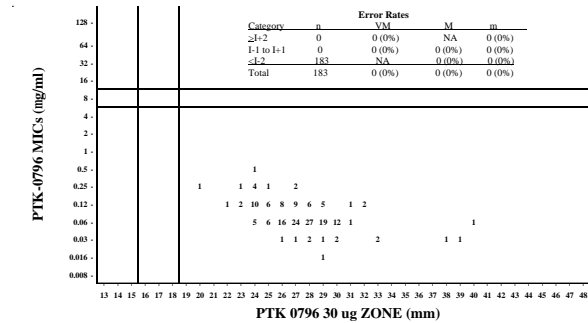 Error Rates
Category n VM M m
≥I+2 0 0 (0%) NA 0 (0%)
I-1 to I+1 0 0 (0%) 0 (0%) 0 (0%)
≤I-2 183 NA 0 (0%) 0 (0%)
Total 183 0 (0%) 0 (0%) 0 (0%)
PTK-0796 MICs (mg/ml)
128 -
64 -
32 -
16 -
8 -
4 -
2 -
1 -
0.5 - 1
0.25 - 1 1 4 1 2
0.12 - 1 2 10 6 8 9 6 5 1 2
0.06 - 5 6 16 24 27 19 12 1 1
0.03 - 1 1 2 1 2 2 1 1
0.016 - 1
0.008 -
13 14 15 16 17 18 19 20 21 22 23 24 25 26 27 28 29 30 31 32 33 34 35 36 37 38 39 40 41 42 43 44 45 46 47 48
PTK 0796 30 ug ZONE (mm)